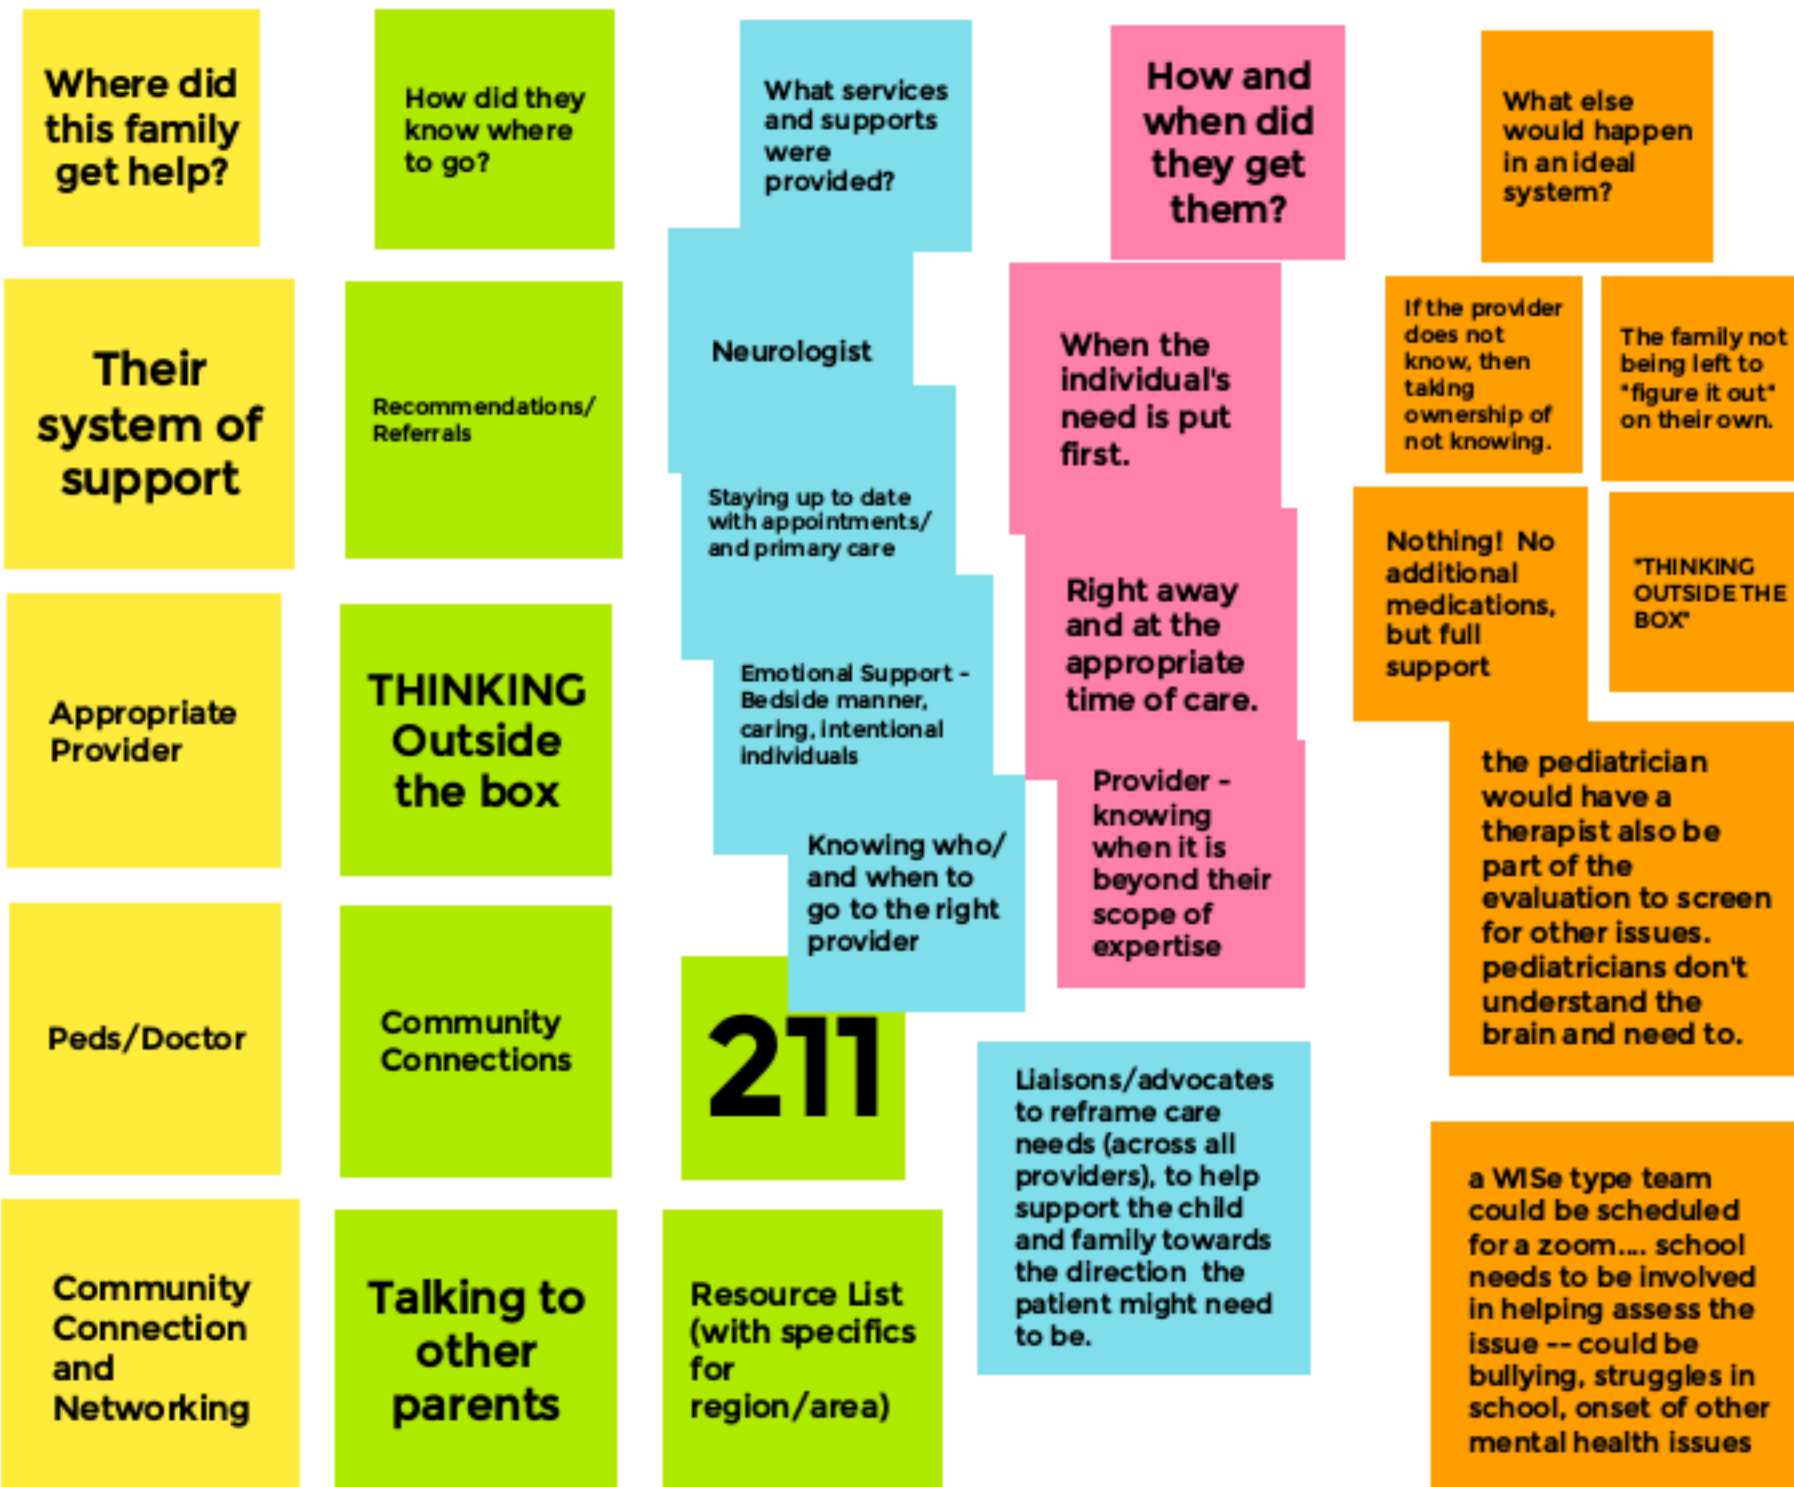 Where did
this family
get help?
How did they
know where
to go?
What services
and supports
were
provided?
How and
when did
they get
them?
What else
would happen
in an ideal
system?
Their
system of
support
Appropriate
Provider
Peds/Doctor
Community
Connection
and
Networking
Recommendations/
Referrals
THINKING
Outside
the box
Community
Connections
Talking to
other
parents
Neurologist
Staying up to date
with appointments/
and primary care
Emotional Support -
Bedside manner,
caring, intentional
individuals
Knowing who/
and when to
go to the right
provider
211
Resource List
(with specifics
for
region/area)
When the
individual's
need is put
first.
Right away
and at the
appropriate
time of care.
Provider -
knowing
when it is
beyond their
scope of
expertise
Liaisons/advocates
to reframe care
needs (across all
providers), to help
support the child
and family towards
the direction the
patient might need
to be.
If the provider
does not
know, then
taking
ownership of
not knowing.
The family not
being left to
"figure it out"
on their own.
Nothing! No
additional
medications,
but full
support
"THINKING
OUTSIDE THE
BOX"
the pediatrician
would have a
therapist also be
part of the
evaluation to screen
for other issues.
pediatricians don't
understand the
brain and need to.
a WISe type team
could be scheduled
for a zoom.... school
needs to be involved
in helping assess the
issue -- could be
bullying, struggles in
school, onset of other
mental health issues